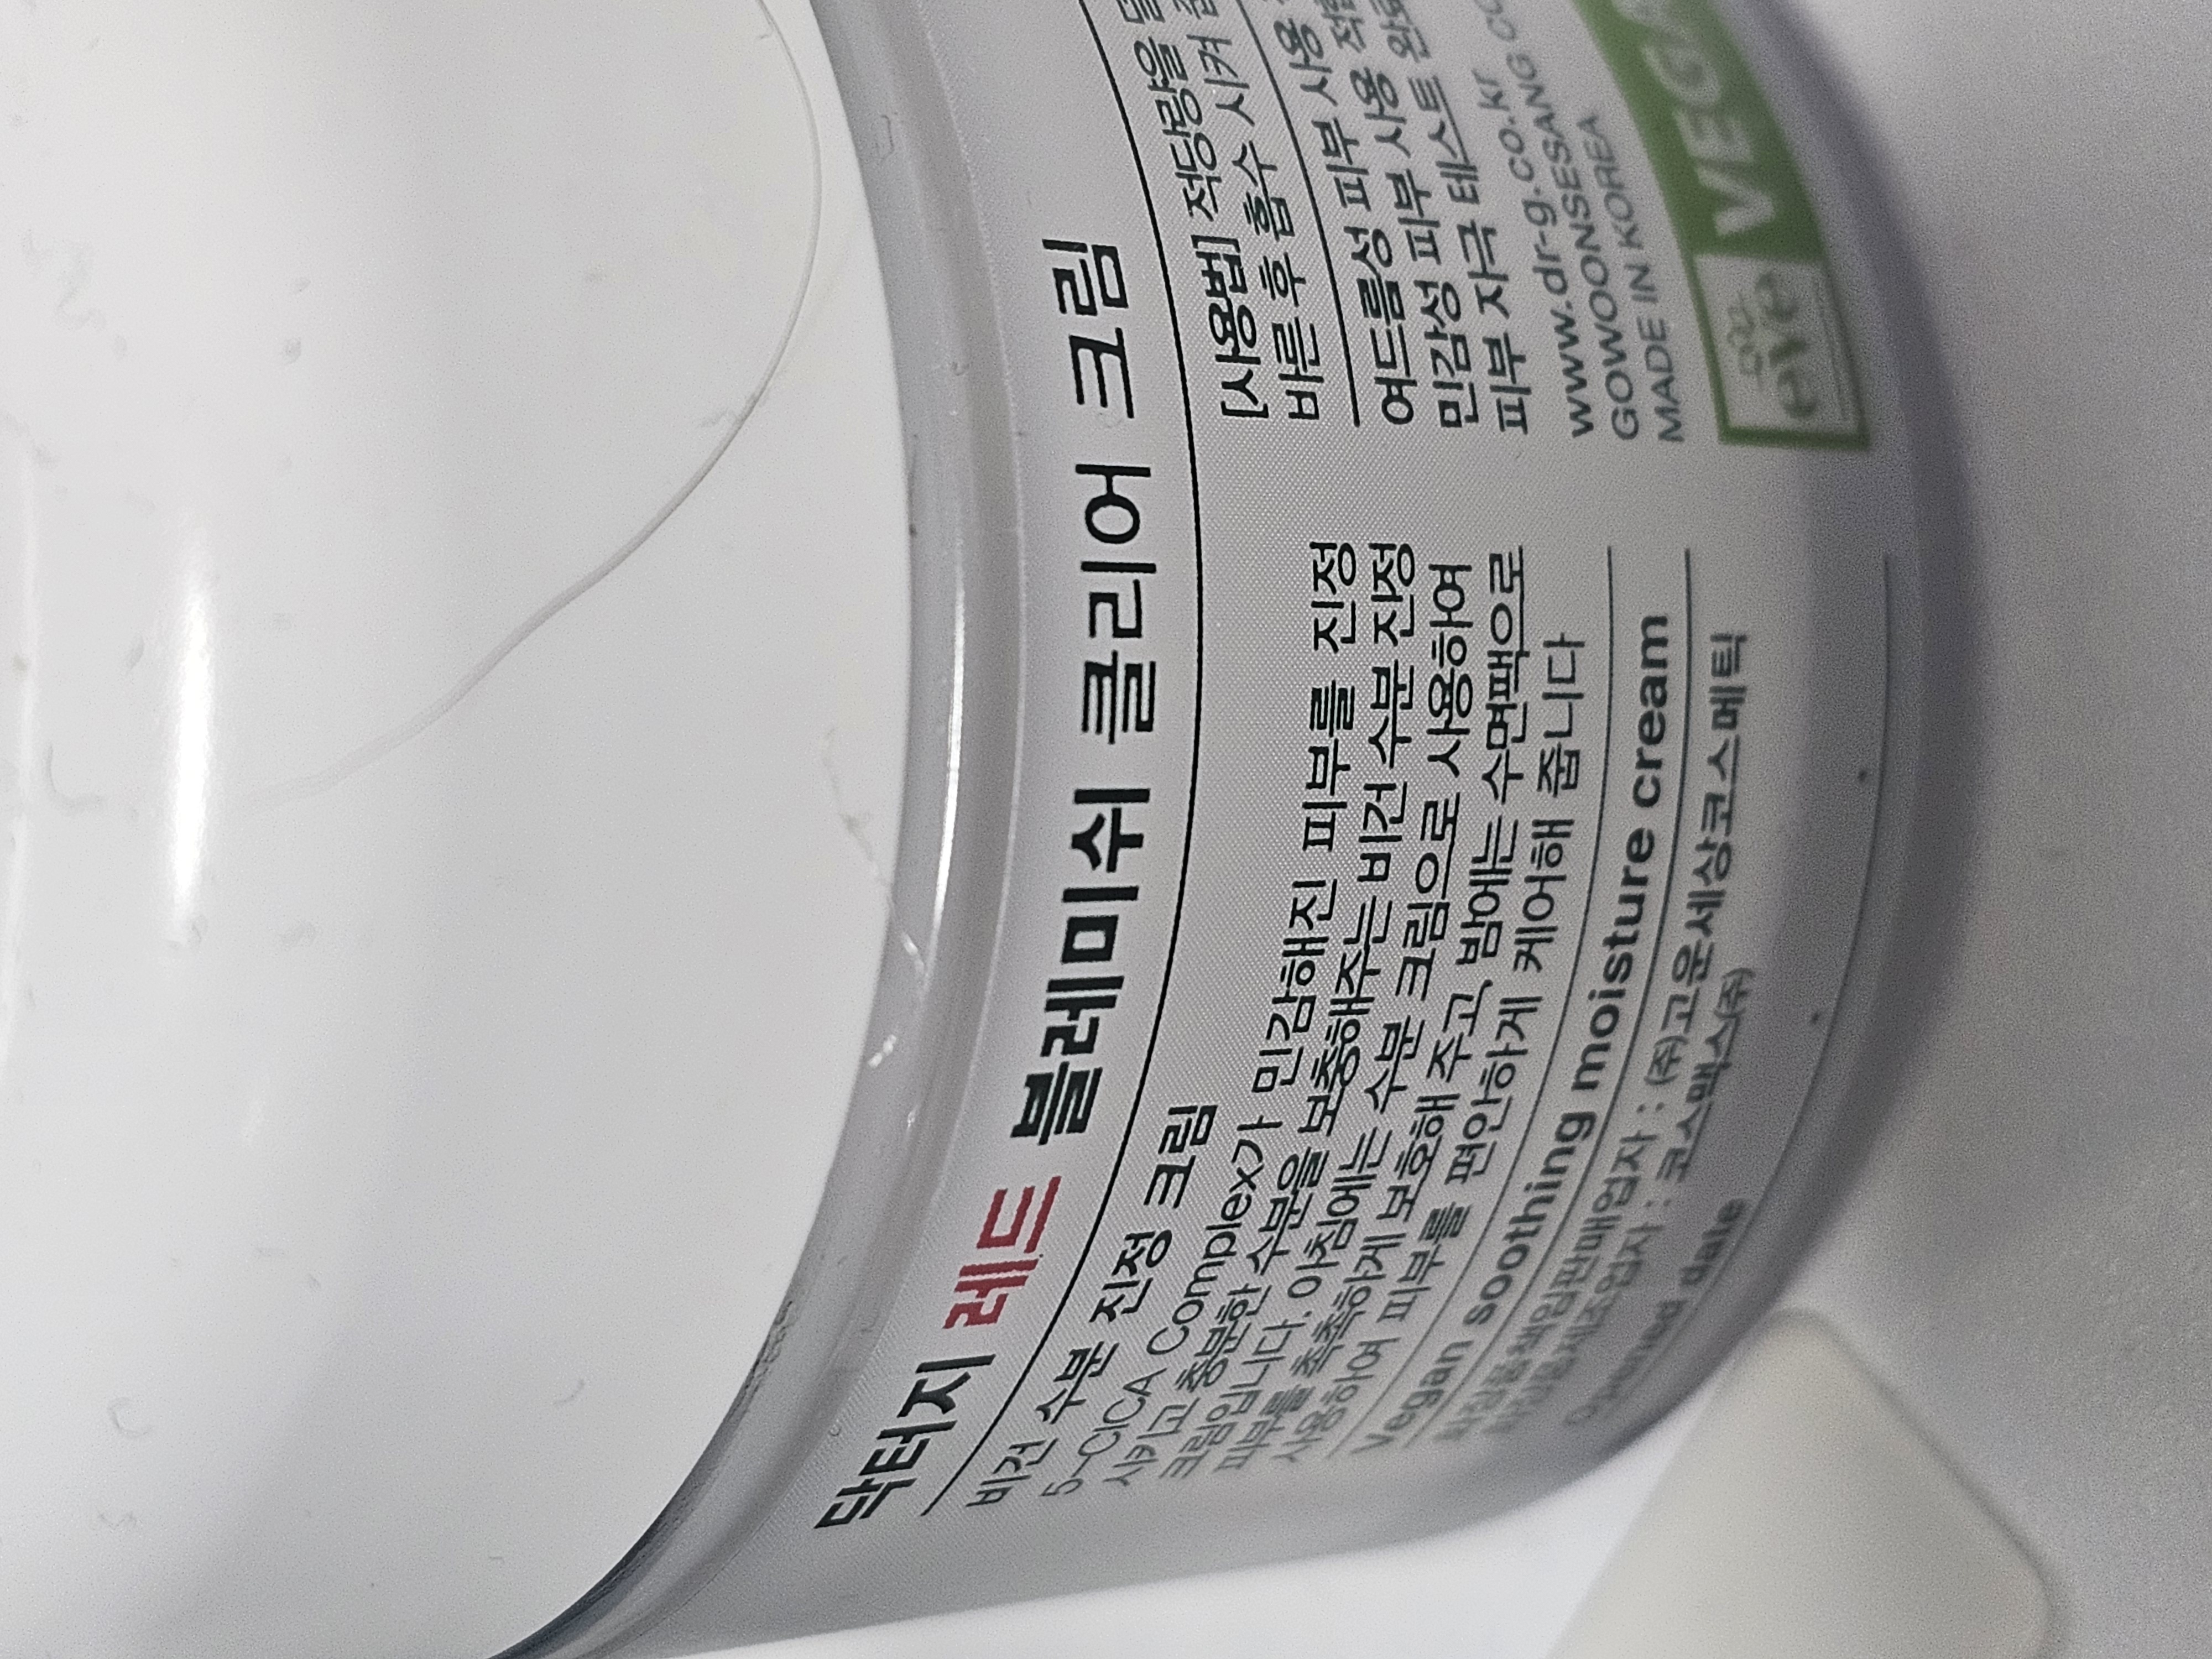 닥터지 레드 블레미쉬 클리어 크림
비건 수분 진정 크림
5-CICA Complex가 민감해진 피부를 진정
시키고 충분한 수분을 보충해주는 비건 수분 진정
크림입니다. 아침에는 수분 크림으로 사용하여
피부를 촉촉하게 보호해 주고, 밤에는 수면팩으로
사용하여 피부를 편안하게 케어해 줍니다
Vegan soothing moisture cream
화장품책임판매업자 : ㈜고운세상코스메틱
화장품제조업자 : 코스맥스㈜
Opened date
[사용법] 적당량을
바른 후 흡수 시켜
여드름성 피부 사용
민감성 피부 사용
피부 자극 테스트 완료
www.dr-g.co.kr
GOWOONSESANG
MADE IN KOREA
eve